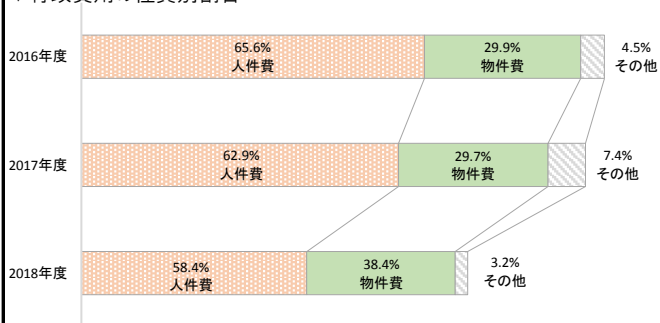 行政費用の性質別割合
2016年度
65.6%
人件費
29.9%
物件費
4.5%
その他
2017年度
62.9%
人件費
29.7%
物件費
7.4%
その他
2018年度
58.4%
人件費
38.4%
物件費
3.2%
その他